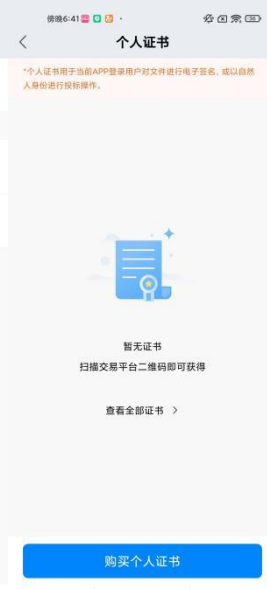 傍晚6:41
个人证书
*个人证书用于当前APP登录用户对文件进行电子签名，或以自然
人身份进行投标操作。
暂无证书
扫描交易平台二维码即可获得
查看全部证书
购买个人证书